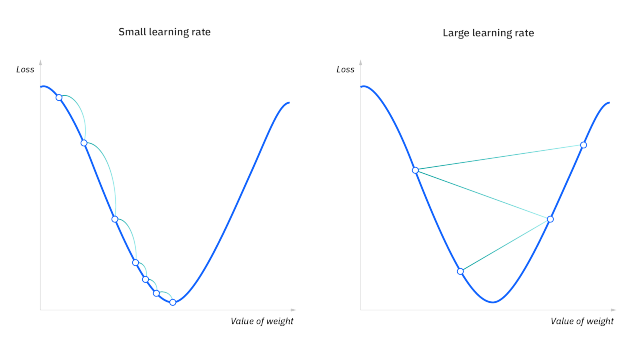 Small learning rate
Large learning rate
Loss
Loss
Value of weight
Value of weight